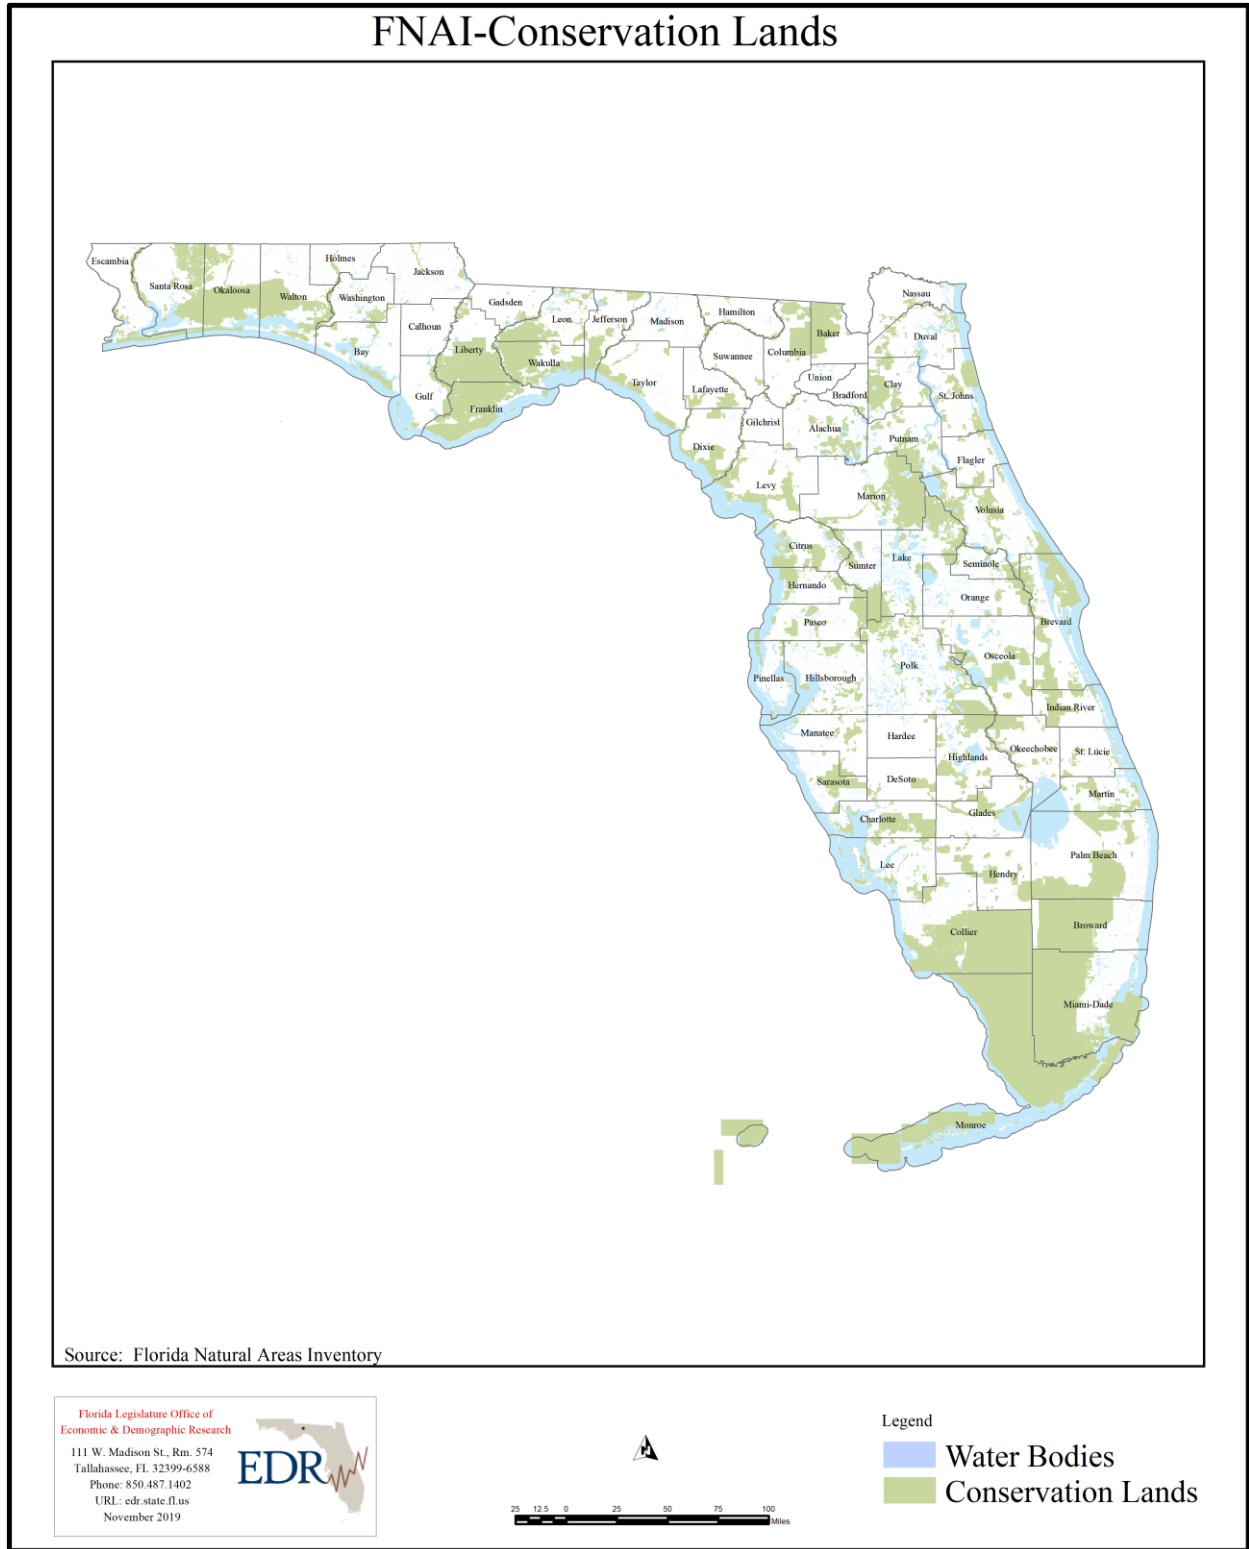 FNAI-Conservation Lands
Escambia
Santa Rosa
Okaloosa
Walton
Holmes
Washington
Jackson
Bay
Calhoun
Gulf
Gadsden
Liberty
Franklin
Leon
Wakulla
Jefferson
Madison
Taylor
Hamilton
Suwannee
Lafayette
Dixie
Columbia
Baker
Nassau
Duval
Union
Bradford
Clay
St. Johns
Gilchrist
Alachua
Putnam
Flagler
Levy
Marion
Volusia
Citrus
Sumter
Lake
Seminole
Hernando
Orange
Pasco
Brevard
Osceola
Polk
Pinellas
Hillsborough
Indian River
Manatee
Hardee
Okeechobee
St. Lucie
Highlands
Sarasota
DeSoto
Martin
Charlotte
Glades
Palm Beach
Lee
Hendry
Collier
Broward
Miami-Dade
Monroe
Source: Florida Natural Areas Inventory
Florida Legislature Office of
Economic & Demographic Research
111 W. Madison St., Rm. 574
Tallahassee, FL 32399-6588
Phone: 850.487.1402
URL: edr.state.fl.us
November 2019
EDR
25 12.5 0 25 50 75 100
Miles
Legend
Water Bodies
Conservation Lands